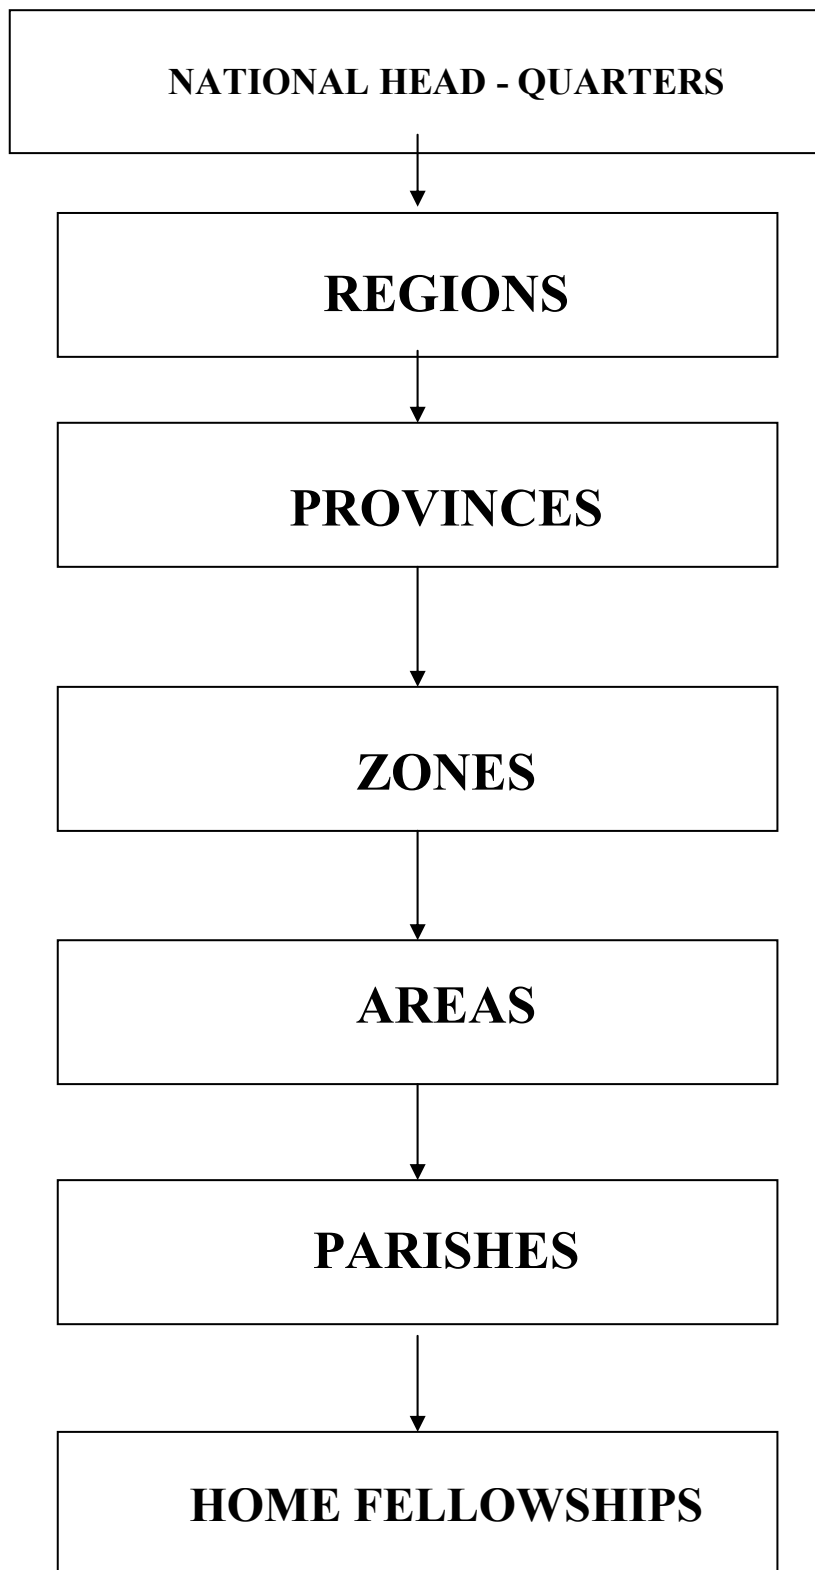 NATIONAL HEAD - QUARTERS
REGIONS
PROVINCES
ZONES
AREAS
PARISHES
HOME FELLOWSHIPS